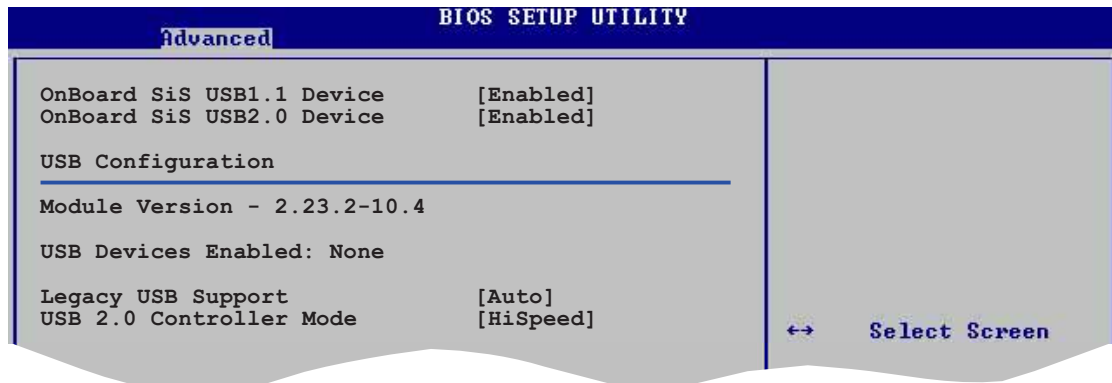 BIOS SETUP UTILITY
Advanced
OnBoard SiS USB1.1 Device [Enabled]
OnBoard SiS USB2.0 Device [Enabled]
USB Configuration
Module Version - 2.23.2-10.4
USB Devices Enabled: None
Legacy USB Support [Auto]
USB 2.0 Controller Mode [HiSpeed]
↔ Select Screen